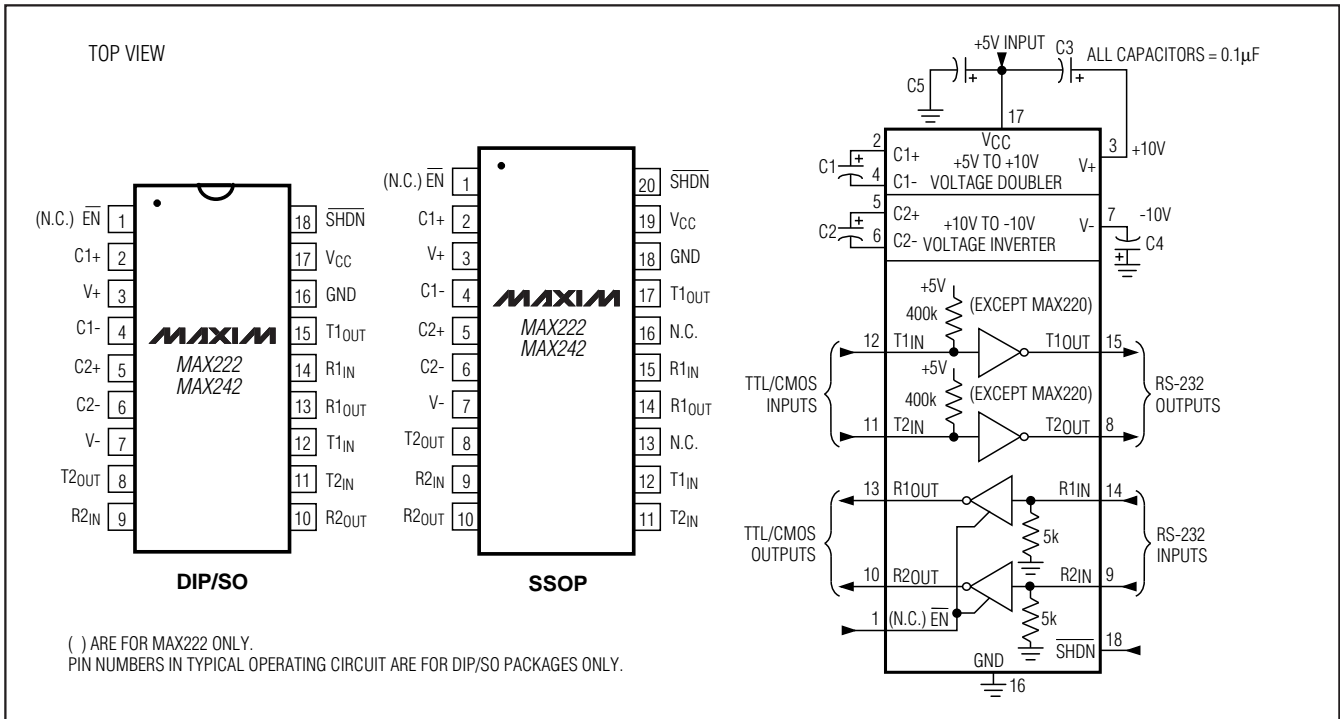 TOP VIEW
(N.C.) EN
1
C1+
2
V+
3
C1-
4
C2+
5
C2-
6
V-
7
T2OUT
8
R2IN
9
18
SHDN
17
VCC
16
GND
15
T1OUT
14
R1IN
13
R1OUT
12
T1IN
11
T2IN
10
R2OUT
MAXIM
MAX222
MAX242
DIP/SO
(N.C.) EN
1
C1+
2
V+
3
C1-
4
C2+
5
C2-
6
V-
7
T2OUT
8
R2IN
9
R2OUT
10
20
SHDN
19
VCC
18
GND
17
T1OUT
16
N.C.
15
R1IN
14
R1OUT
13
N.C.
12
T1IN
11
T2IN
MAXIM
MAX222
MAX242
SSOP
( ) ARE FOR MAX222 ONLY.
PIN NUMBERS IN TYPICAL OPERATING CIRCUIT ARE FOR DIP/SO PACKAGES ONLY.
+5V INPUT
C3
ALL CAPACITORS = 0.1µF
C5
+
+
17
VCC
2
C1+
+5V TO +10V
3
+10V
C1
+
4
C1-
VOLTAGE DOUBLER
V+
5
C2+
+10V TO -10V
V-
7
-10V
C2
+
6
C2-
VOLTAGE INVERTER
C4
+
+5V
400k
(EXCEPT MAX220)
12
T1IN
T1OUT
15
+5V
400k
(EXCEPT MAX220)
TTL/CMOS
INPUTS
RS-232
OUTPUTS
11
T2IN
T2OUT
8
13
R1OUT
R1IN
14
5k
TTL/CMOS
OUTPUTS
RS-232
INPUTS
10
R2OUT
R2IN
9
5k
1
(N.C.) EN
SHDN
18
GND
16